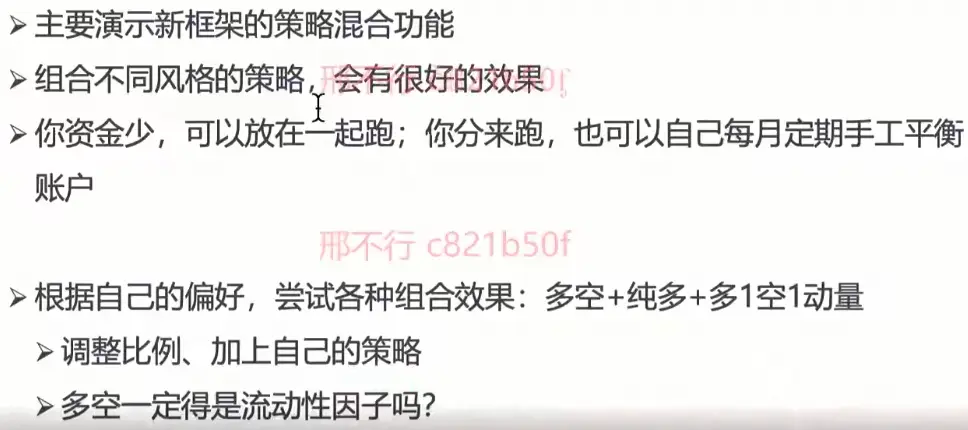 ➤主要演示新框架的策略混合功能
➤组合不同风格的策略，会有很好的效果
邢不行 c821b50f
➤你资金少，可以放在一起跑；你分来跑，也可以自己每月定期手工平衡
账户
邢不行 c821b50f
➤根据自己的偏好，尝试各种组合效果：多空+纯多+多1空1动量
➤调整比例、加上自己的策略
➤多空一定得是流动性因子吗？